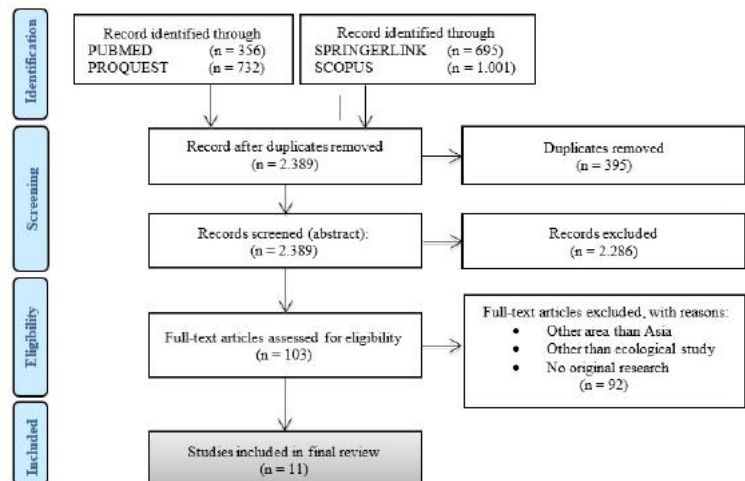 Identification
Record identified through
PUBMED (n = 356)
PROQUEST (n = 732)
Record identified through
SPRINGERLINK (n = 695)
SCOPUS (n = 1.001)
Screening
Record after duplicates removed
(n = 2.389)
Duplicates removed
(n = 395)
Records screened (abstract):
(n = 2.389)
Records excluded
(n = 2.286)
Eligibility
Full-text articles assessed for eligibility
(n = 103)
Full-text articles excluded, with reasons:
• Other area than Asia
• Other than ecological study
• No original research
(n = 92)
Included
Studies included in final review
(n = 11)